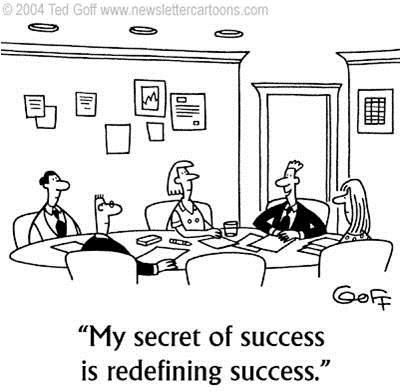 © 2004 Ted Goff www.newslettercartoons.com
GOFF
“My secret of success
is redefining success.”